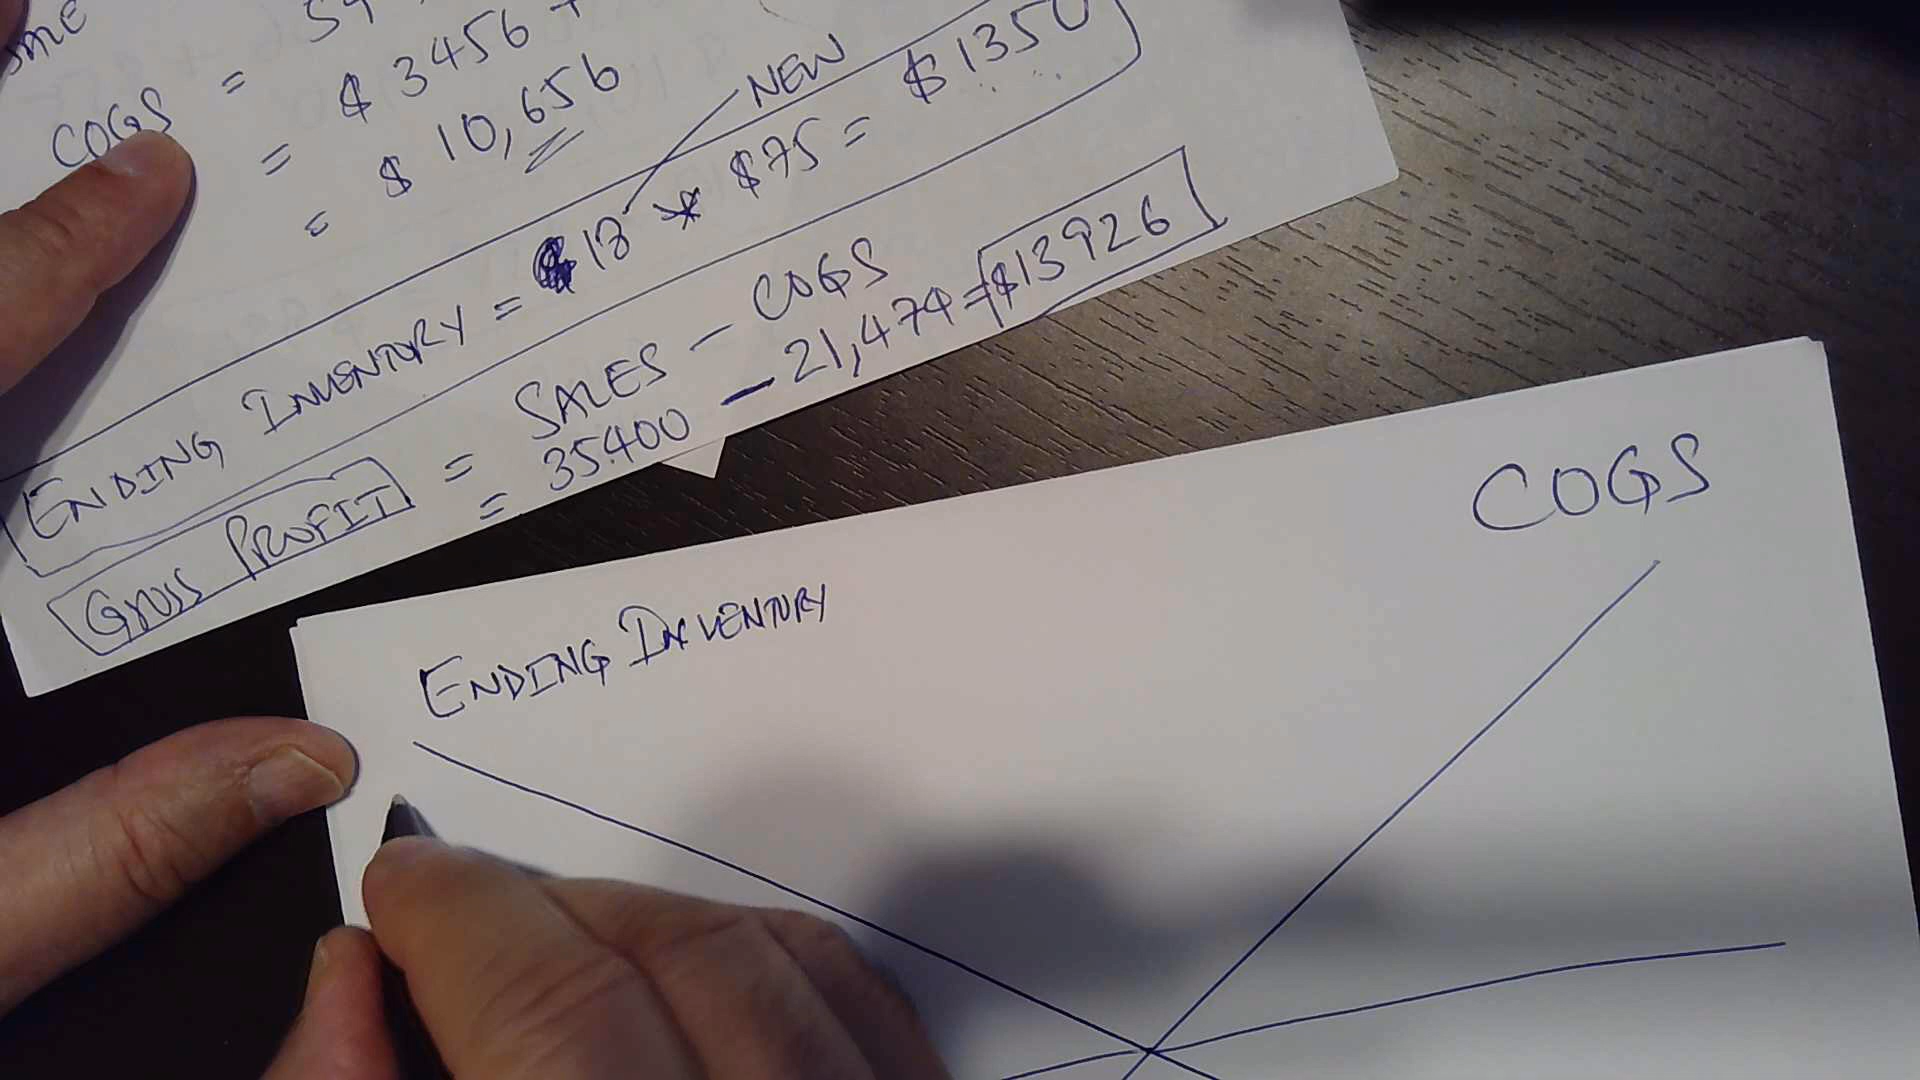 COGS =
= $ 3456 +
= $ 10,656
NEW
ENDING INVENTORY = 18 * $75 = $1350
GROSS PROFIT = SALES - COGS
= 35400 - 21,474 = $13926
COGS
ENDING INVENTORY